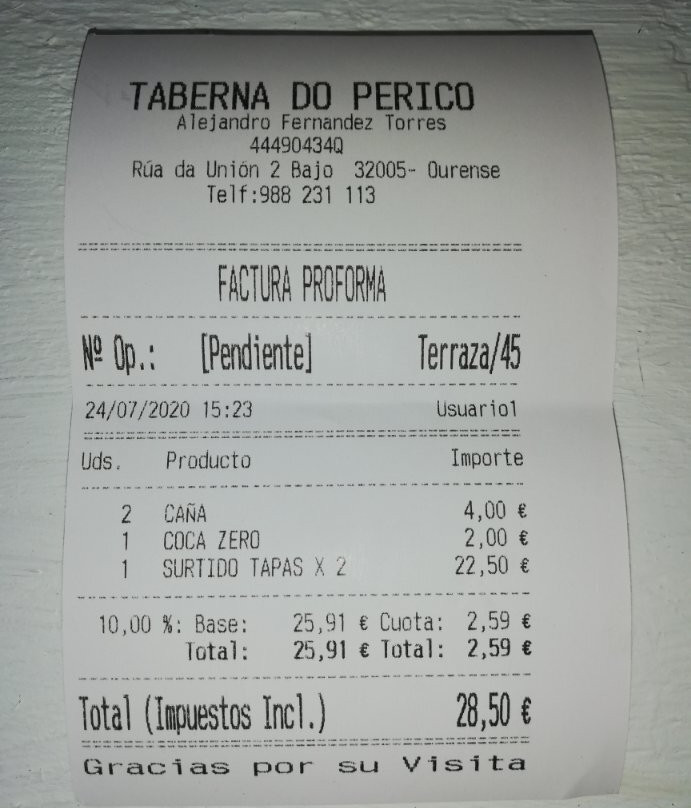 TABERNA DO PERICO
Alejandro Fernandez Torres
44490434Q
Rúa da Unión 2 Bajo 32005- Ourense
Telf:988 231 113
FACTURA PROFORMA
Nº Op.: [Pendiente] Terraza/45
24/07/2020 15:23 Usuario1
Uds. Producto Importe
2 CAÑA 4,00 €
1 COCA ZERO 2,00 €
1 SURTIDO TAPAS X 2 22,50 €
10,00 %: Base: 25,91 € Cuota: 2,59 €
Total: 25,91 € Total: 2,59 €
Total (Impuestos Incl.) 28,50 €
Gracias por su Visita